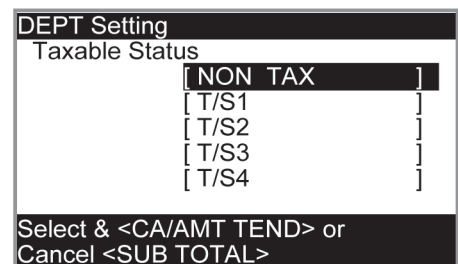 DEPT Setting
Taxable Status
[ NON TAX ]
[ T/S1 ]
[ T/S2 ]
[ T/S3 ]
[ T/S4 ]
Select & <CA/AMT TEND> or
Cancel <SUB TOTAL>